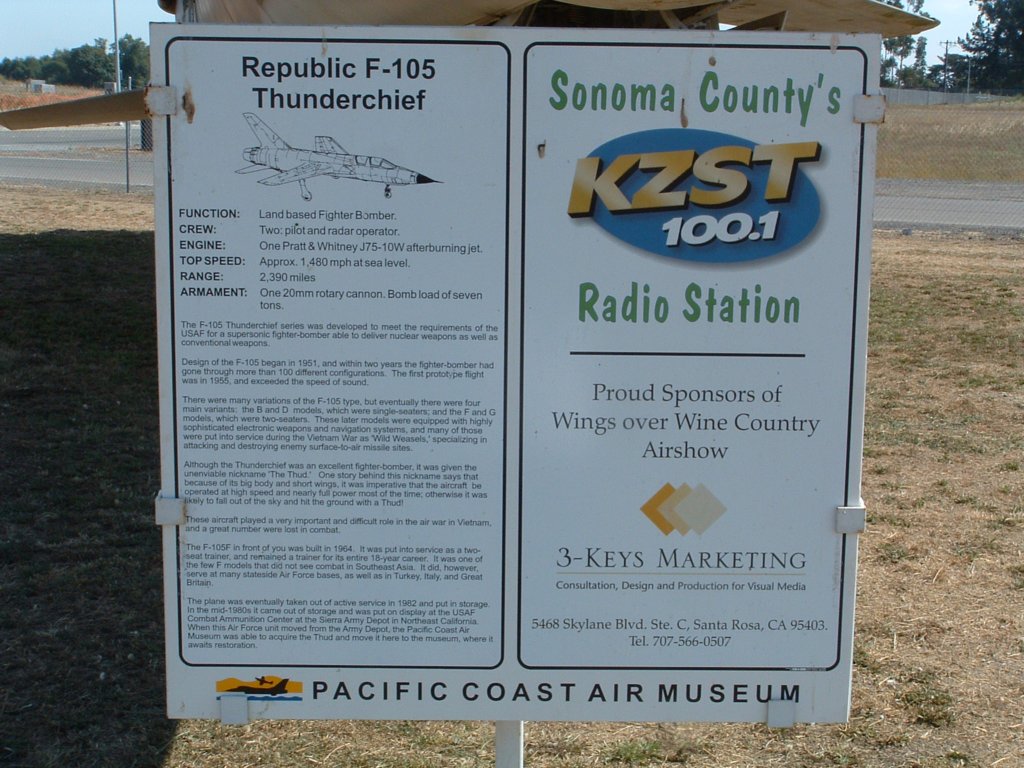 Republic F-105
Thunderchief
FUNCTION: Land based Fighter Bomber.
CREW: Two: pilot and radar operator.
ENGINE: One Pratt & Whitney J75-10W afterburning jet.
TOP SPEED: Approx. 1,480 mph at sea level.
RANGE: 2,390 miles
ARMAMENT: One 20mm rotary cannon. Bomb load of seven
tons.
The F-105 Thunderchief series was developed to meet the requirements of the
USAF for a supersonic fighter-bomber able to deliver nuclear weapons as well as
conventional weapons.
Design of the F-105 began in 1951, and within two years the fighter-bomber had
gone through more than 100 different configurations. The first prototype flight
was in 1955, and exceeded the speed of sound.
There were many variations of the F-105 type, but eventually there were four
main variants: the B and D models, which were single-seaters; and the F and G
models, which were two-seaters. These later models were equipped with highly
sophisticated electronic weapons and navigation systems, and many of those
were put into service during the Vietnam War as 'Wild Weasels,' specializing in
attacking and destroying enemy surface-to-air missile sites.
Although the Thunderchief was an excellent fighter-bomber, it was given the
unenviable nickname 'The Thud.' One story behind this nickname says that
because of its big body and short wings, it was imperative that the aircraft be
operated at high speed and nearly full power most of the time; otherwise it was
likely to fall out of the sky and hit the ground with a Thud!
These aircraft played a very important and difficult role in the air war in Vietnam,
and a great number were lost in combat.
The F-105F in front of you was built in 1964. It was put into service as a two-
seat trainer, and remained a trainer for its entire 18-year career. It was one of
the few F models that did not see combat in Southeast Asia. It did, however,
serve at many stateside Air Force bases, as well as in Turkey, Italy, and Great
Britain.
The plane was eventually taken out of active service in 1982 and put in storage.
In the mid-1980s it came out of storage and was put on display at the USAF
Combat Ammunition Center at the Sierra Army Depot in Northeast California.
When this Air Force unit moved from the Army Depot, the Pacific Coast Air
Museum was able to acquire the Thud and move it here to the museum, where it
awaits restoration.
Sonoma County's
KZST
100.1
Radio Station
Proud Sponsors of
Wings over Wine Country
Airshow
3-KEYS MARKETING
Consultation, Design and Production for Visual Media
5468 Skylane Blvd. Ste. C, Santa Rosa, CA 95403.
Tel. 707-566-0507
PACIFIC COAST AIR MUSEUM